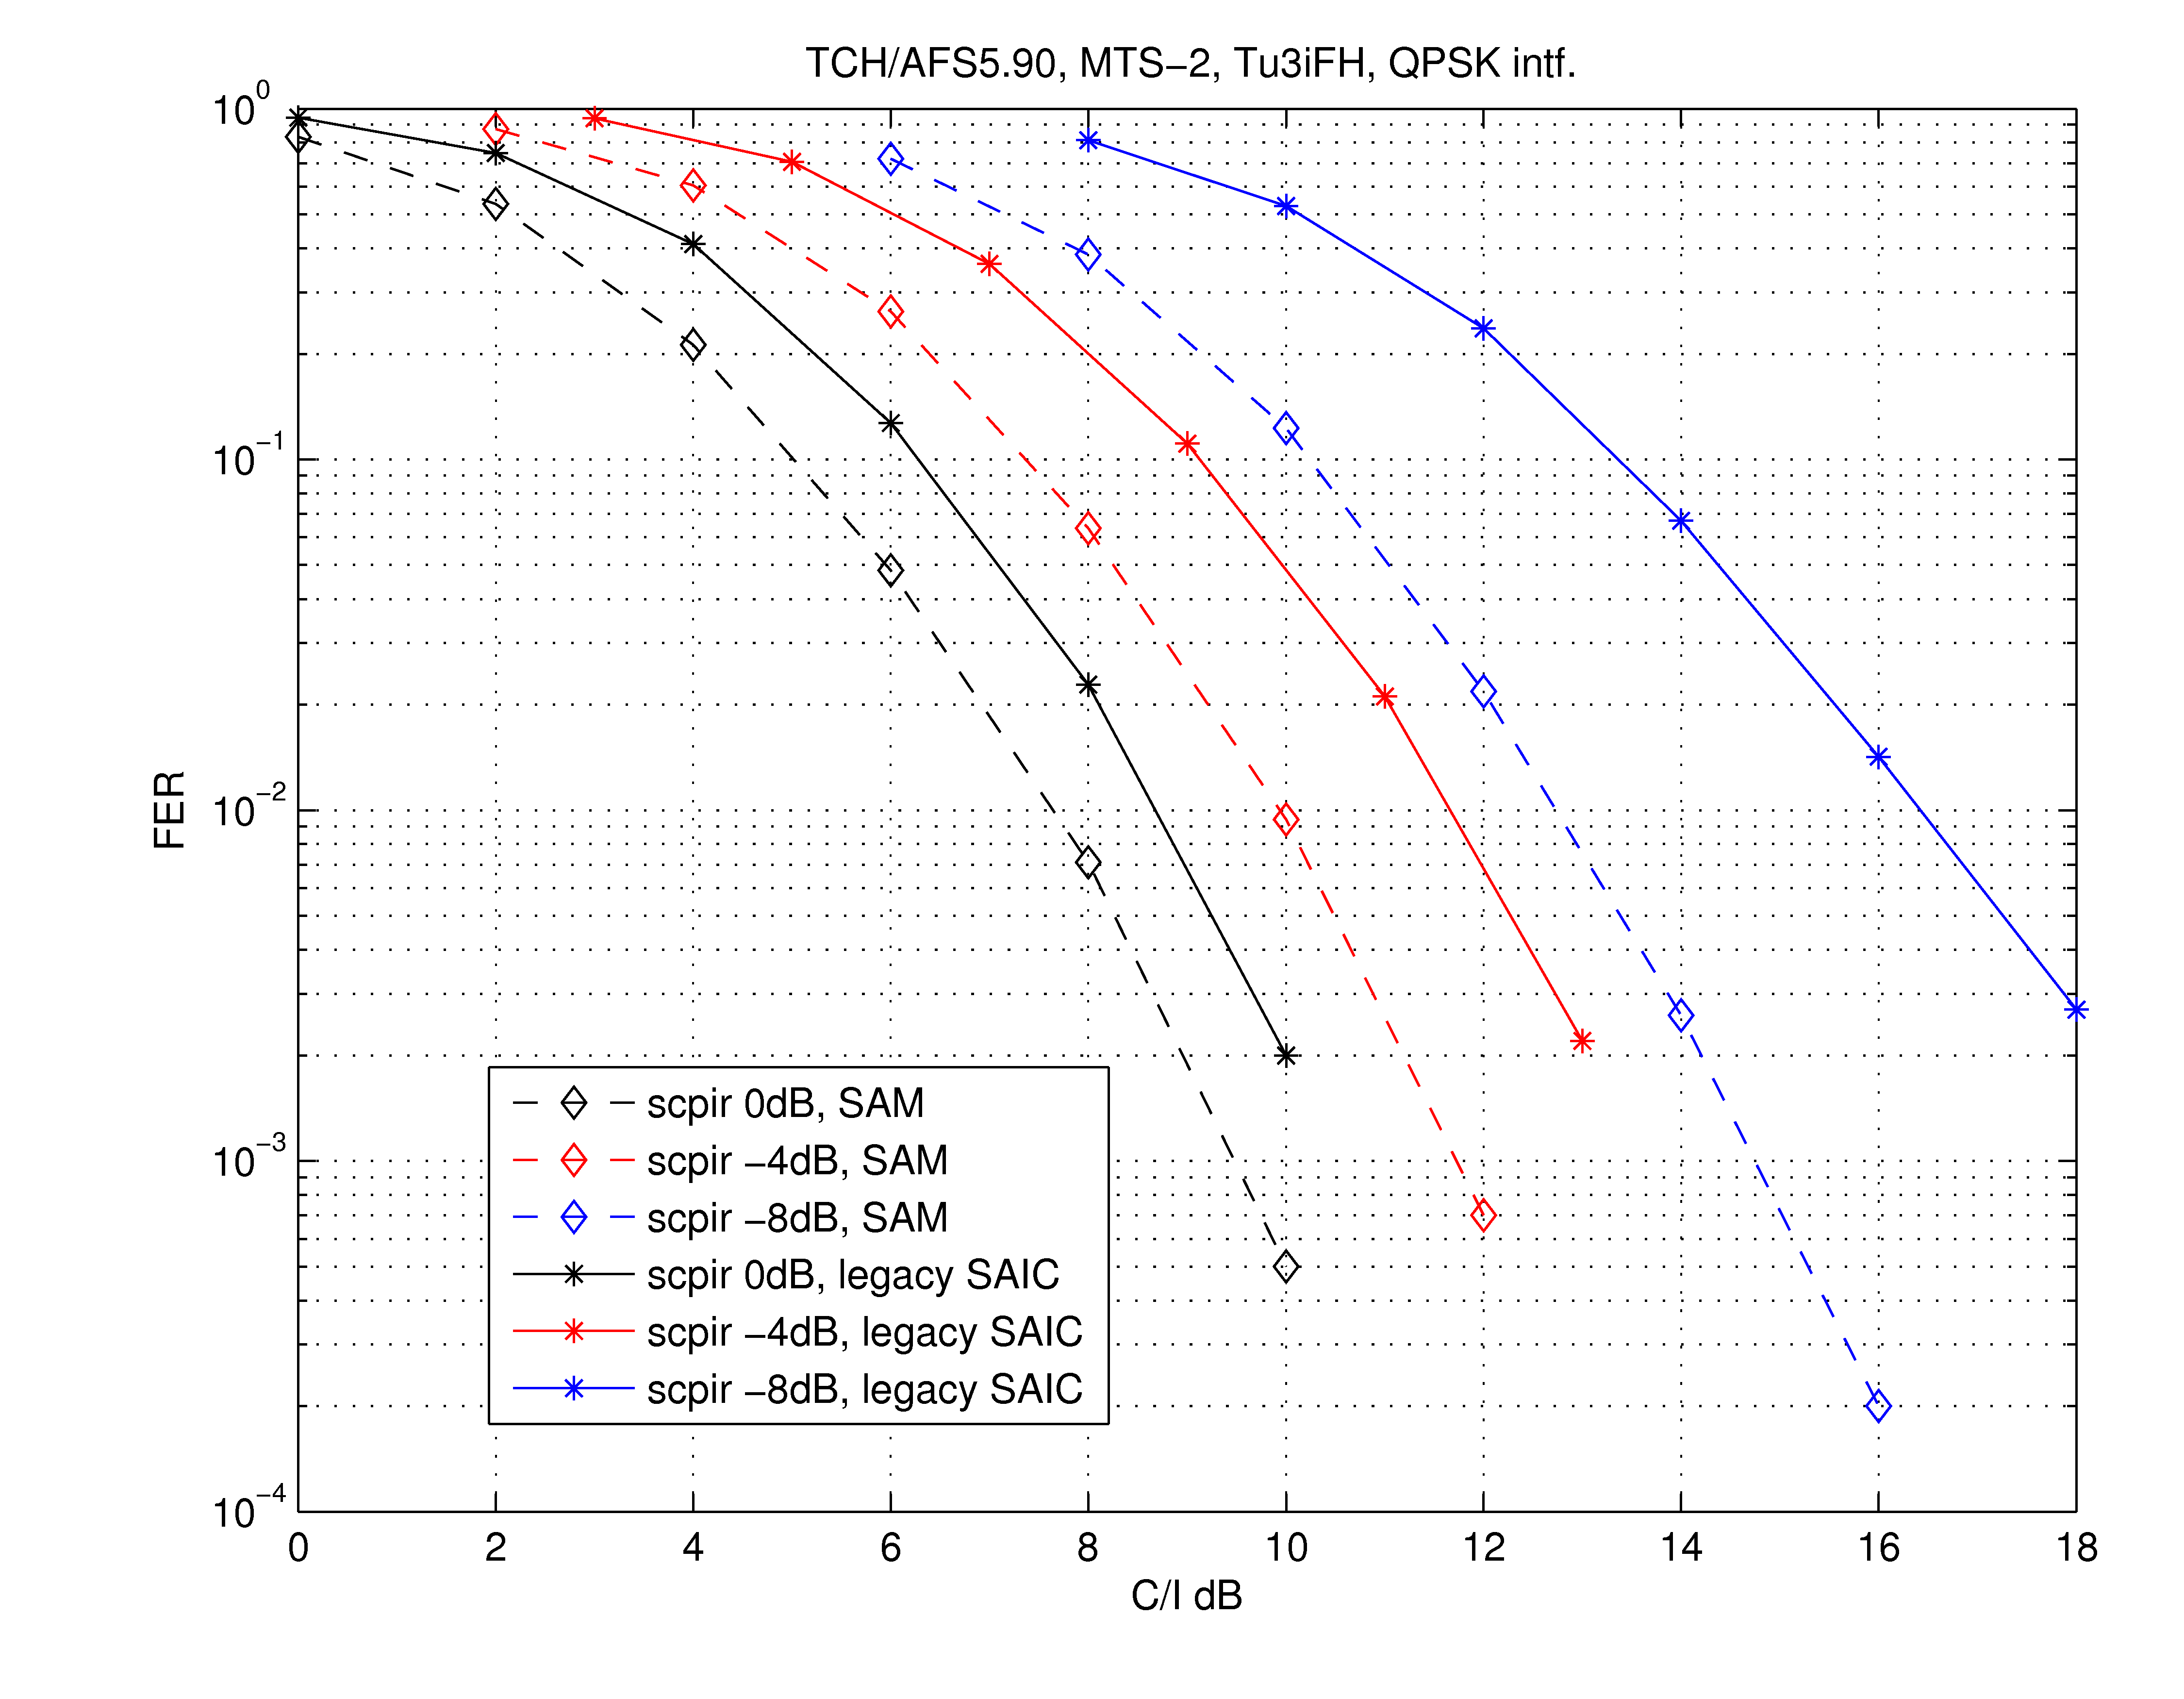 TCH/AFS5.90, MTS−2, Tu3iFH, QPSK intf.
10^0
10^−1
10^−2
10^−3
10^−4
FER
scpir 0dB, SAM
scpir −4dB, SAM
scpir −8dB, SAM
scpir 0dB, legacy SAIC
scpir −4dB, legacy SAIC
scpir −8dB, legacy SAIC
0 2 4 6 8 10 12 14 16 18
C/I dB